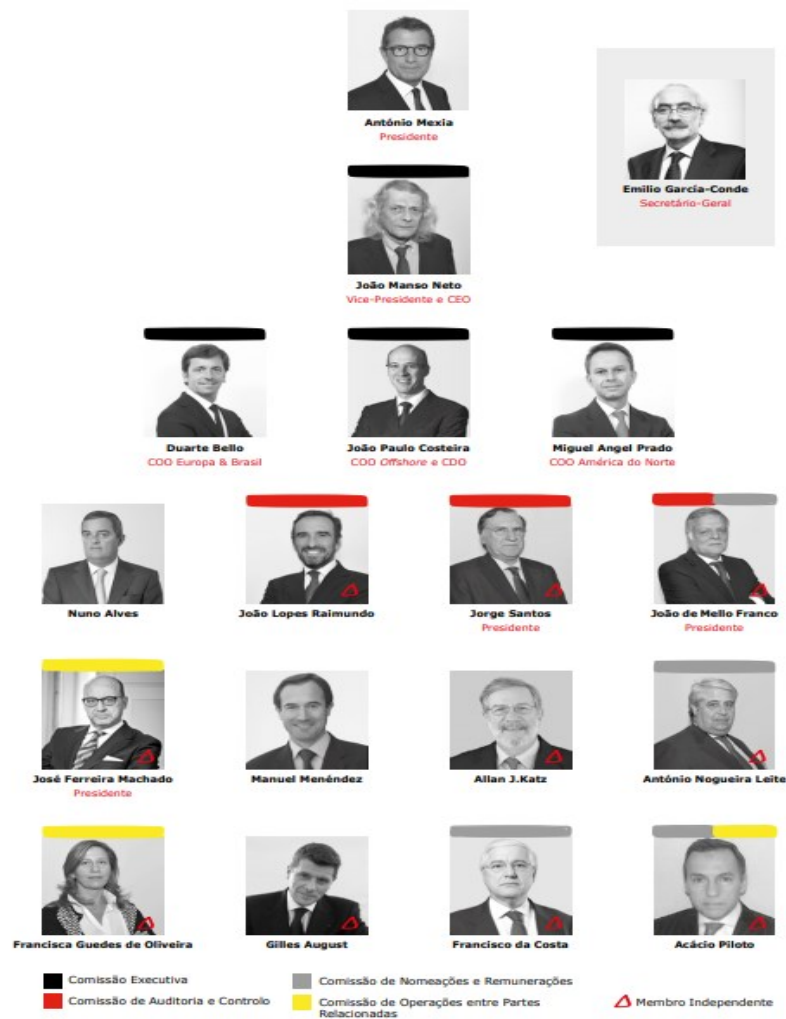 António Mexia
Presidente
Emilio García-Conde
Secretário-Geral
João Manso Neto
Vice-Presidente e CEO
Duarte Bello
COO Europa & Brasil
João Paulo Costeira
COO Offshore e CDO
Miguel Angel Prado
COO América do Norte
Nuno Alves
João Lopes Raimundo
Jorge Santos
Presidente
João de Mello Franco
Presidente
José Ferreira Machado
Presidente
Manuel Menéndez
Allan J.Katz
António Nogueira Leite
Francisca Guedes de Oliveira
Gilles August
Francisco da Costa
Acácio Piloto
Comissão Executiva
Comissão de Auditoria e Controlo
Comissão de Nomeações e Remunerações
Comissão de Operações entre Partes
Relacionadas
Membro Independente